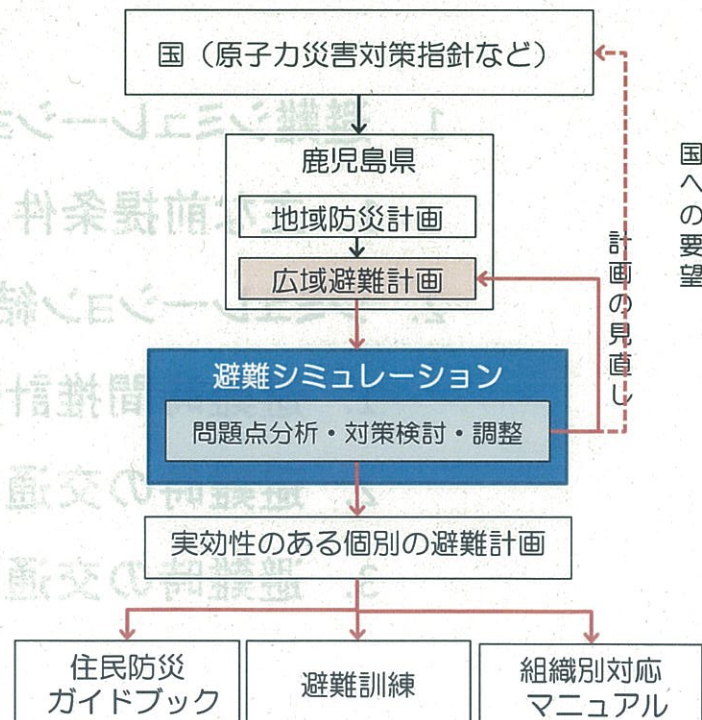 国（原子力災害対策指針など）
鹿児島県
地域防災計画
広域避難計画
計画の見直し
国への要望
避難シミュレーション
問題点分析・対策検討・調整
実効性のある個別の避難計画
住民防災
ガイドブック
避難訓練
組織別対応
マニュアル